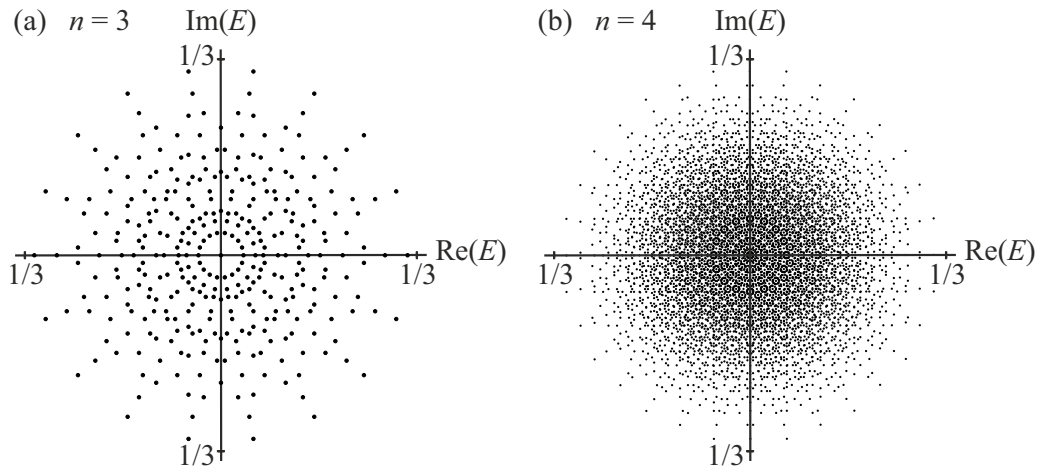 (a) n = 3 Im(E)
1/3
Re(E)
1/3 1/3
1/3
(b) n = 4 Im(E)
1/3
Re(E)
1/3 1/3
1/3